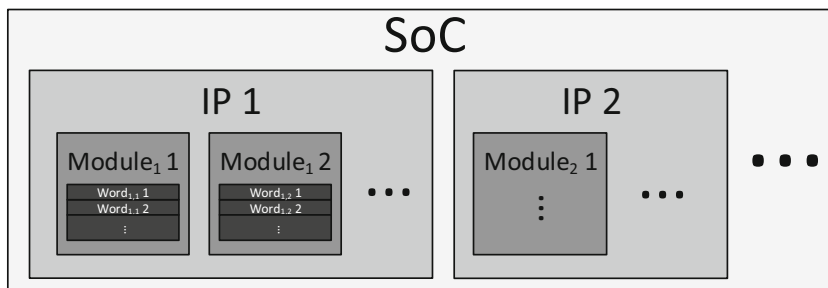 SoC
IP 1
IP 2
Module₁ 1
Module₁ 2
Module₂ 1
Word₁,₁ 1
Word₁.₁ 2
⋮
Word₁,₂ 1
Word₁.₂ 2
⋮
⋮
...
...
...